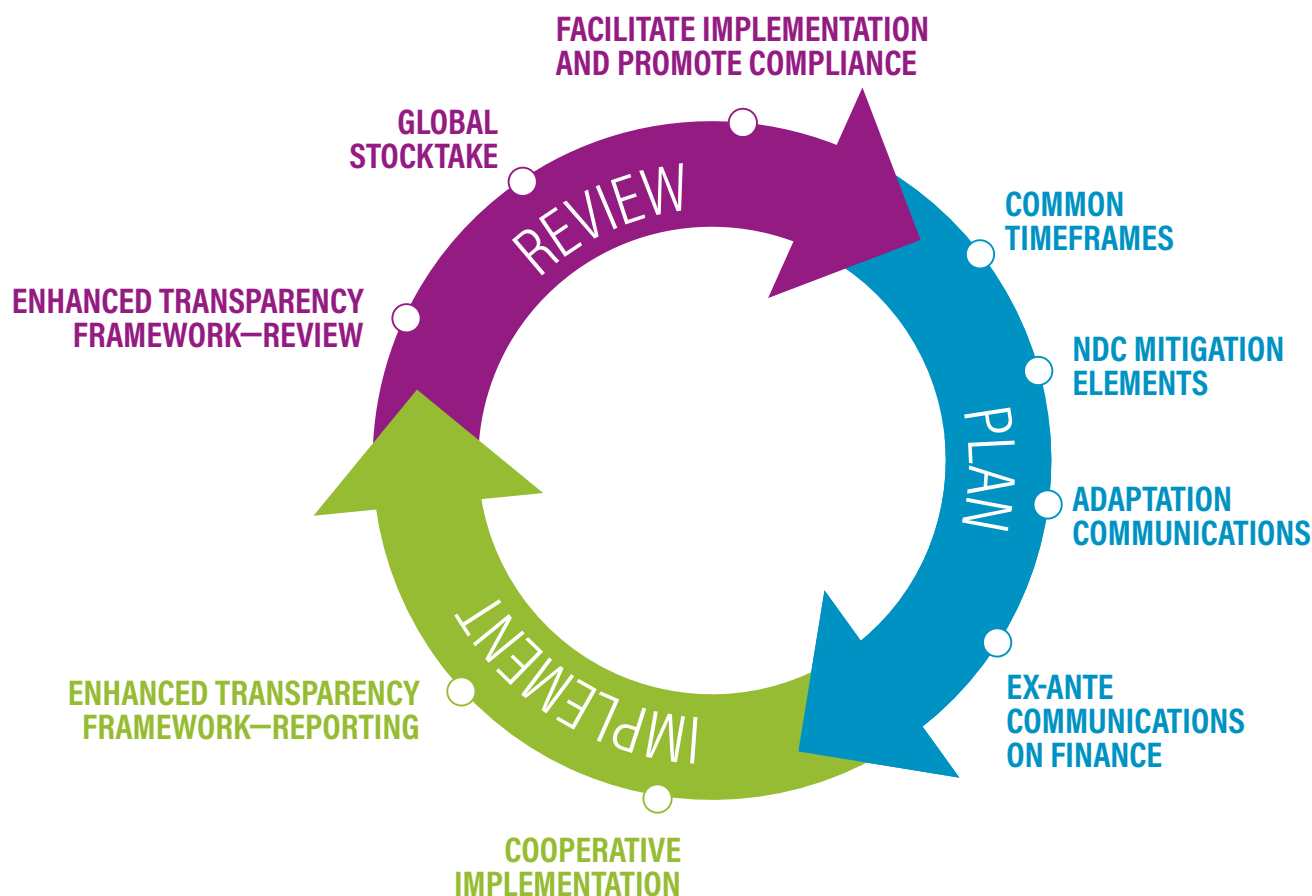 FACILITATE IMPLEMENTATION
AND PROMOTE COMPLIANCE
GLOBAL
STOCKTAKE
REVIEW
ENHANCED TRANSPARENCY
FRAMEWORK—REVIEW
COMMON
TIMEFRAMES
NDC MITIGATION
ELEMENTS
PLAN
ADAPTATION
COMMUNICATIONS
EX-ANTE
COMMUNICATIONS
ON FINANCE
IMPLEMENT
ENHANCED TRANSPARENCY
FRAMEWORK—REPORTING
COOPERATIVE
IMPLEMENTATION